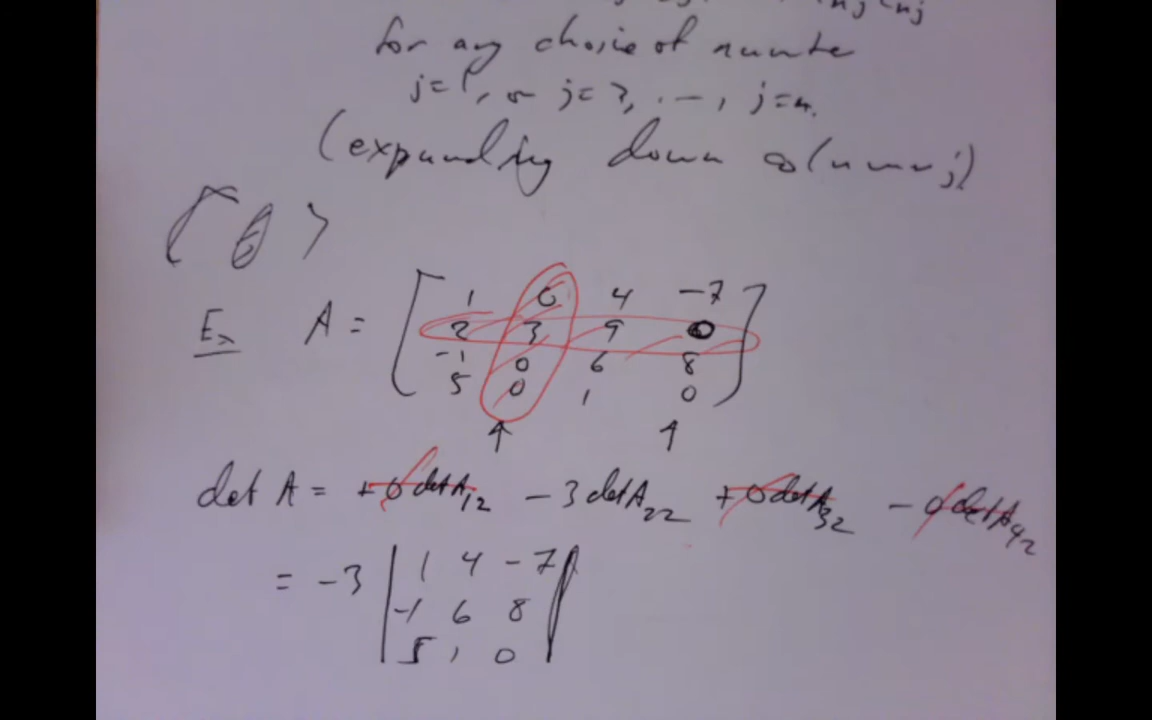 for any choice of
j=1, or j=2, ..., j=n.
(expanding down column j)
Ex A = [ 1 0 4 -7
2 3 9 0
-1 0 6 8
5 0 1 0 ]
det A = +0 det A12 - 3 det A22 + 0 det A32 - 0 det A42
= -3 | 1 4 -7
-1 6 8
5 1 0 |